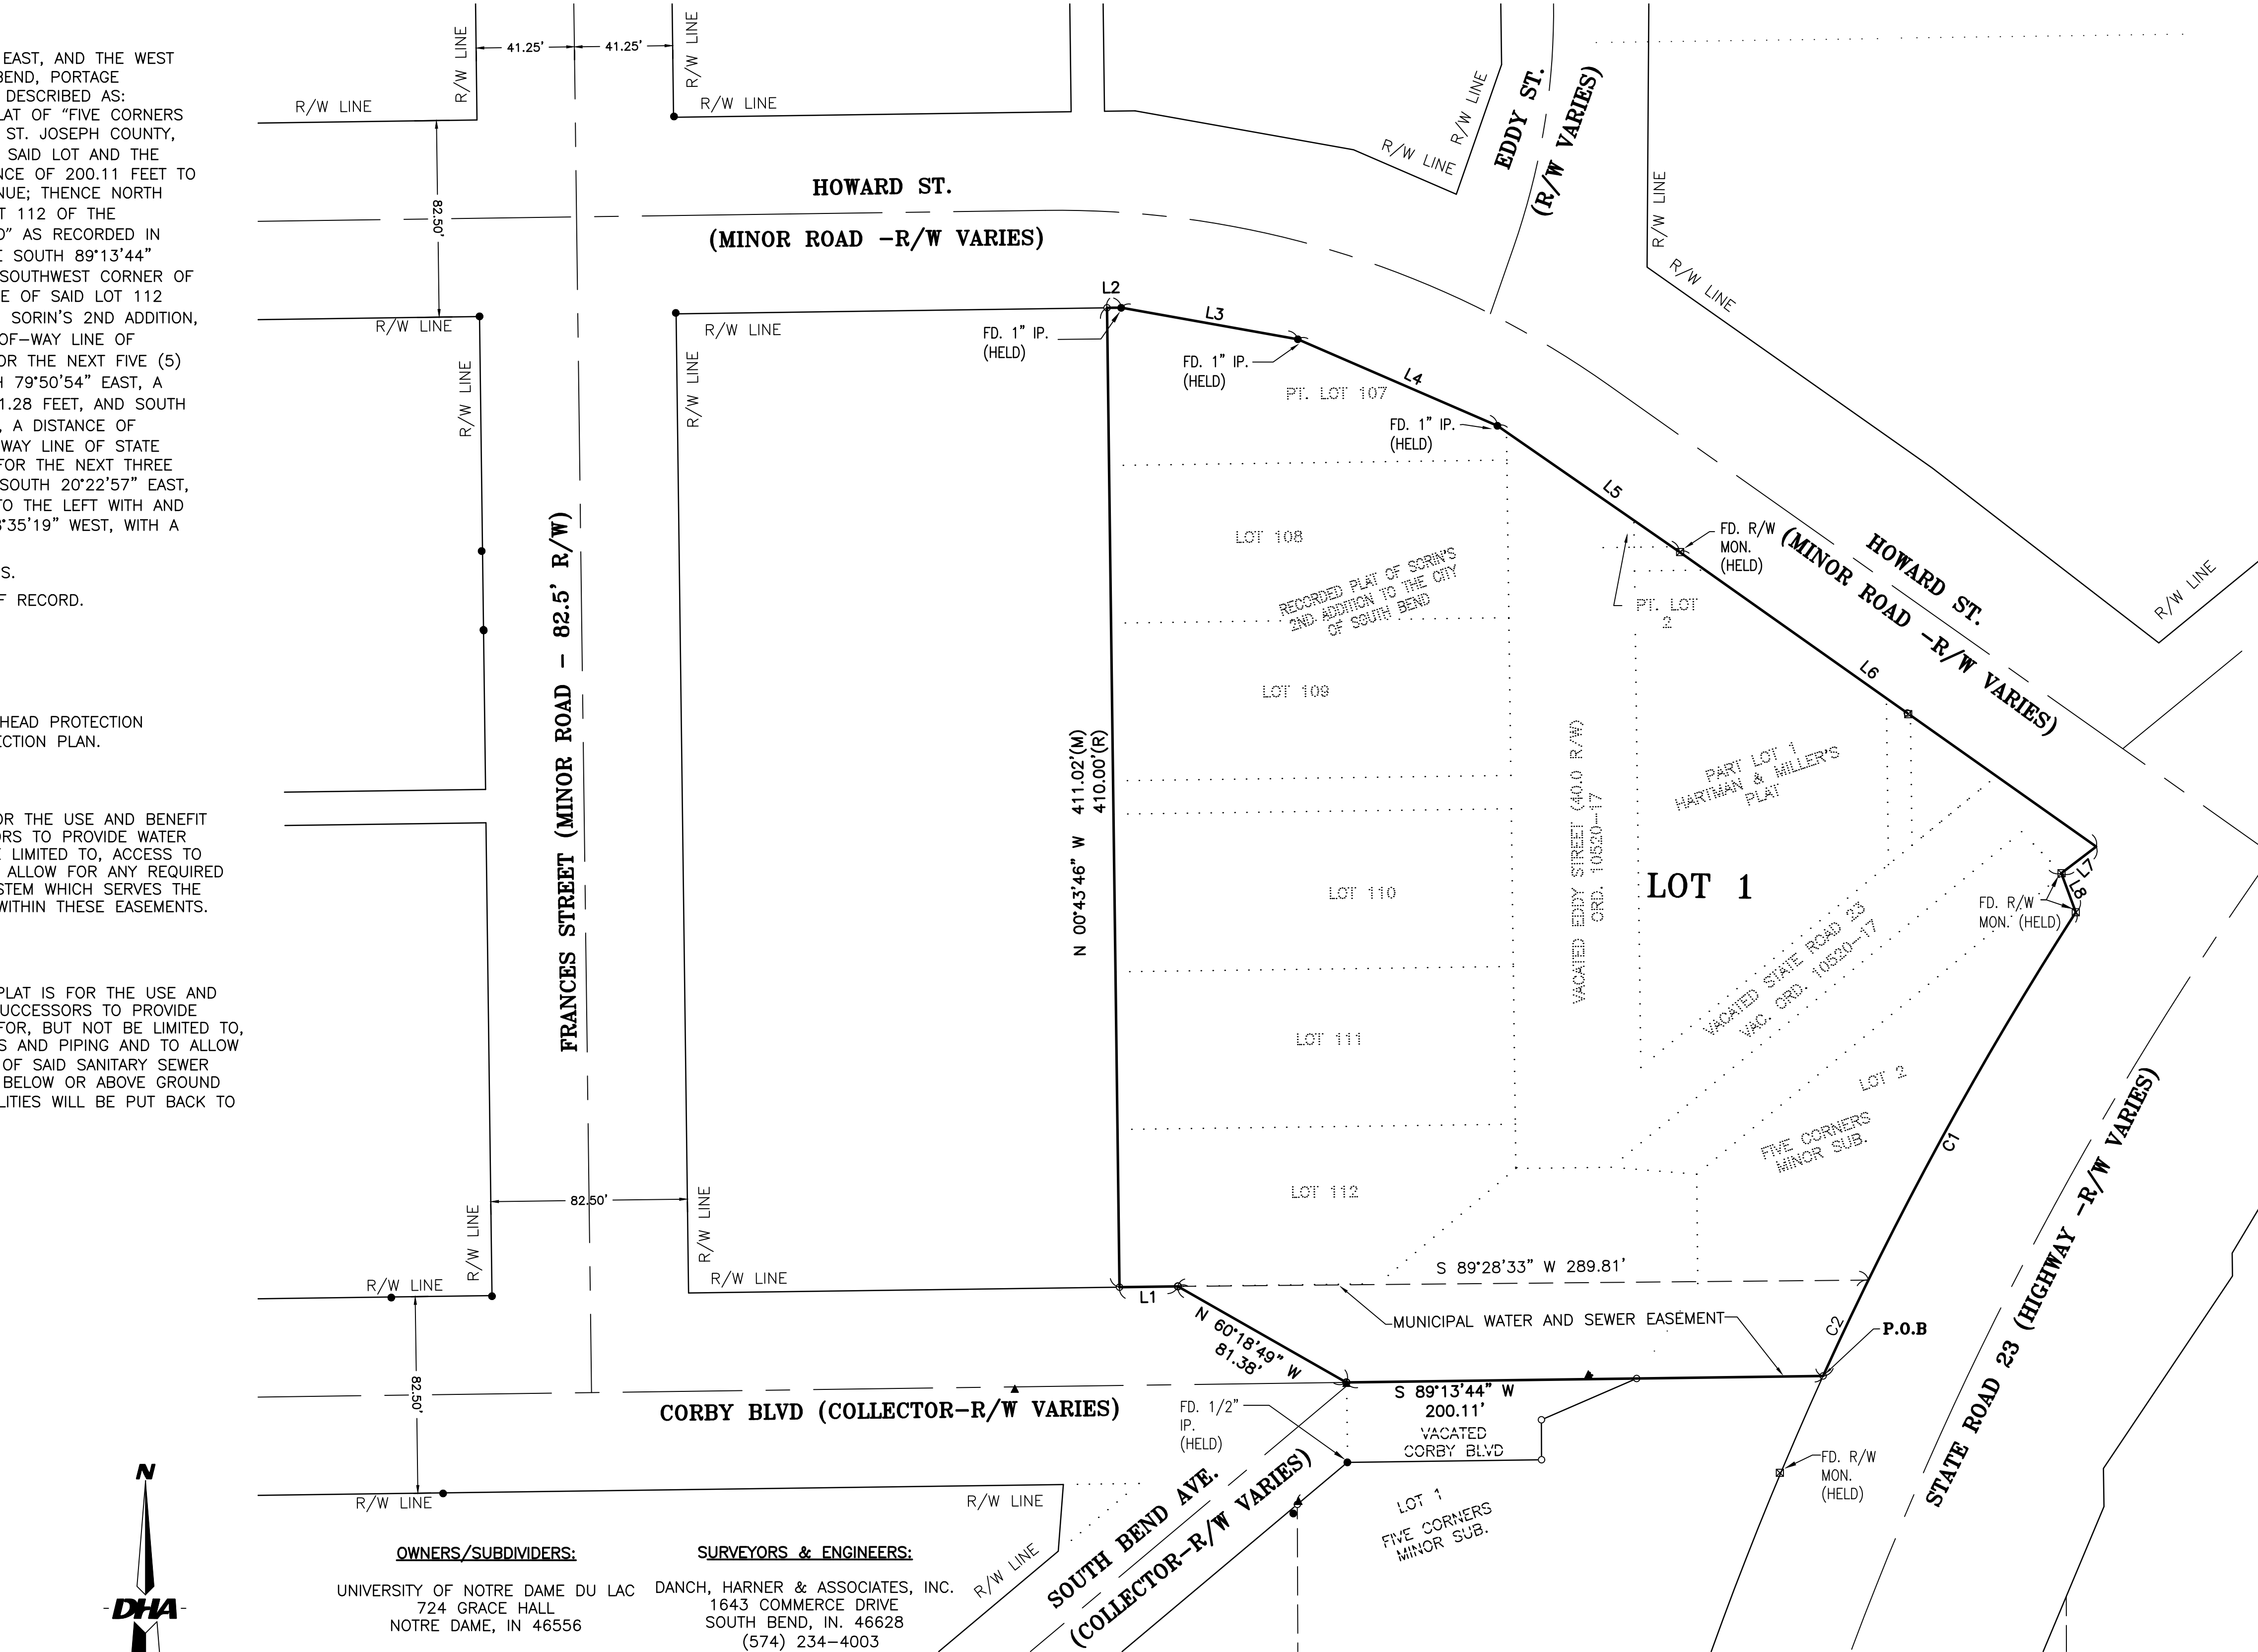 EAST, AND THE WEST
BEND, PORTAGE
DESCRIBED AS:
LAT OF "FIVE CORNERS
ST. JOSEPH COUNTY,
SAID LOT AND THE
NCE OF 200.11 FEET TO
NUE; THENCE NORTH
T 112 OF THE
D" AS RECORDED IN
E SOUTH 89°13'44"
SOUTHWEST CORNER OF
E OF SAID LOT 112
SORIN'S 2ND ADDITION,
OF-WAY LINE OF
OR THE NEXT FIVE (5)
H 79°50'54" EAST, A
1.28 FEET, AND SOUTH
, A DISTANCE OF
WAY LINE OF STATE
FOR THE NEXT THREE
SOUTH 20°22'57" EAST,
TO THE LEFT WITH AND
3°35'19" WEST, WITH A
S.
F RECORD.
HEAD PROTECTION
ECTION PLAN.
OR THE USE AND BENEFIT
ORS TO PROVIDE WATER
E LIMITED TO, ACCESS TO
ALLOW FOR ANY REQUIRED
STEM WHICH SERVES THE
WITHIN THESE EASEMENTS.
PLAT IS FOR THE USE AND
UCCESSORS TO PROVIDE
FOR, BUT NOT BE LIMITED TO,
S AND PIPING AND TO ALLOW
OF SAID SANITARY SEWER
BELOW OR ABOVE GROUND
LITIES WILL BE PUT BACK TO
R/W LINE
R/W LINE
41.25'
41.25'
R/W LINE
R/W LINE
82.50'
HOWARD ST.
(MINOR ROAD -R/W VARIES)
R/W LINE
R/W LINE
EDDY ST.
(R/W VARIES)
R/W LINE
R/W LINE
R/W LINE
R/W LINE
R/W LINE
R/W LINE
R/W LINE
FRANCES STREET (MINOR ROAD - 82.5' R/W)
L2
FD. 1" IP.
(HELD)
L3
FD. 1" IP.
(HELD)
L4
PT. LOT 107
FD. 1" IP.
(HELD)
L5
FD. R/W
MON.
(HELD)
HOWARD ST.
(MINOR ROAD -R/W VARIES)
R/W LINE
LOT 108
RECORDED PLAT OF SORIN'S
2ND ADDITION TO THE CITY
OF SOUTH BEND
PT. LOT
2
L6
LOT 109
N 00°43'46" W 411.02'(M)
410.00'(R)
VACATED EDDY STREET (40.0 R/W)
ORD. 10520-17
PART LOT 1
HARTMAN & MILLER'S
PLAT
LOT 110
LOT 1
L7
L8
FD. R/W
MON. (HELD)
VACATED STATE ROAD 23
VAC. ORD. 10520-17
LOT 111
LOT 2
FIVE CORNERS
MINOR SUB.
C1
LOT 112
82.50'
R/W LINE
R/W LINE
R/W LINE
R/W LINE
S 89°28'33" W 289.81'
L1
N 60°18'49" W
81.38'
MUNICIPAL WATER AND SEWER EASEMENT
C2
P.O.B
STATE ROAD 23 (HIGHWAY -R/W VARIES)
82.50'
CORBY BLVD (COLLECTOR-R/W VARIES)
S 89°13'44" W
200.11'
VACATED
CORBY BLVD
FD. 1/2"
IP.
(HELD)
FD. R/W
MON.
(HELD)
R/W LINE
R/W LINE
R/W LINE
SOUTH BEND AVE.
(COLLECTOR-R/W VARIES)
LOT 1
FIVE CORNERS
MINOR SUB.
N
DHA
OWNERS/SUBDIVIDERS:
UNIVERSITY OF NOTRE DAME DU LAC
724 GRACE HALL
NOTRE DAME, IN 46556
SURVEYORS & ENGINEERS:
DANCH, HARNER & ASSOCIATES, INC.
1643 COMMERCE DRIVE
SOUTH BEND, IN. 46628
(574) 234-4003